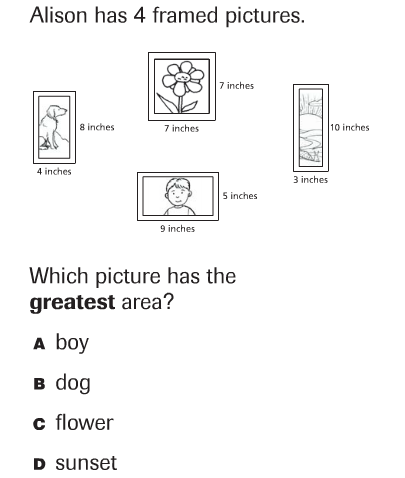 Alison has 4 framed pictures.
7 inches
7 inches
8 inches
4 inches
10 inches
3 inches
5 inches
9 inches
Which picture has the
greatest area?
A boy
B dog
C flower
D sunset